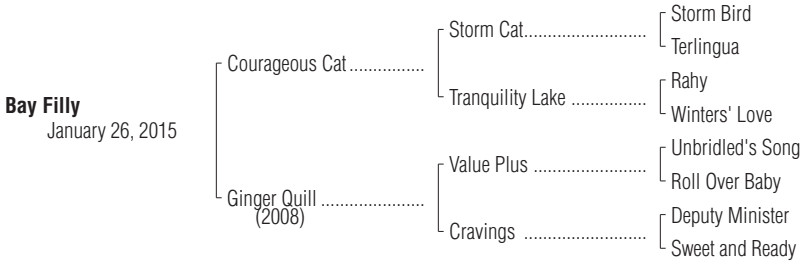 Storm Bird
Storm Cat..........................
Terlingua
Courageous Cat................
Rahy
Tranquility Lake ................
Winters' Love
Bay Filly
January 26, 2015
Unbridled's Song
Value Plus ........................
Roll Over Baby
Ginger Quill ......................
(2008)
Deputy Minister
Cravings ..........................
Sweet and Ready